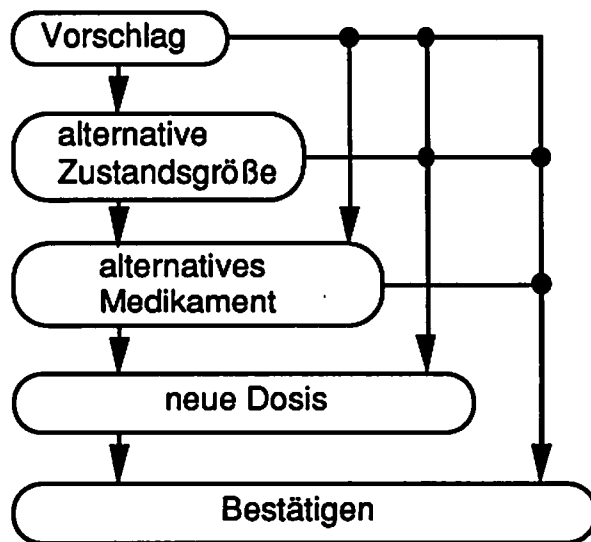 Vorschlag
alternative
Zustandsgröße
alternatives
Medikament
neue Dosis
Bestätigen